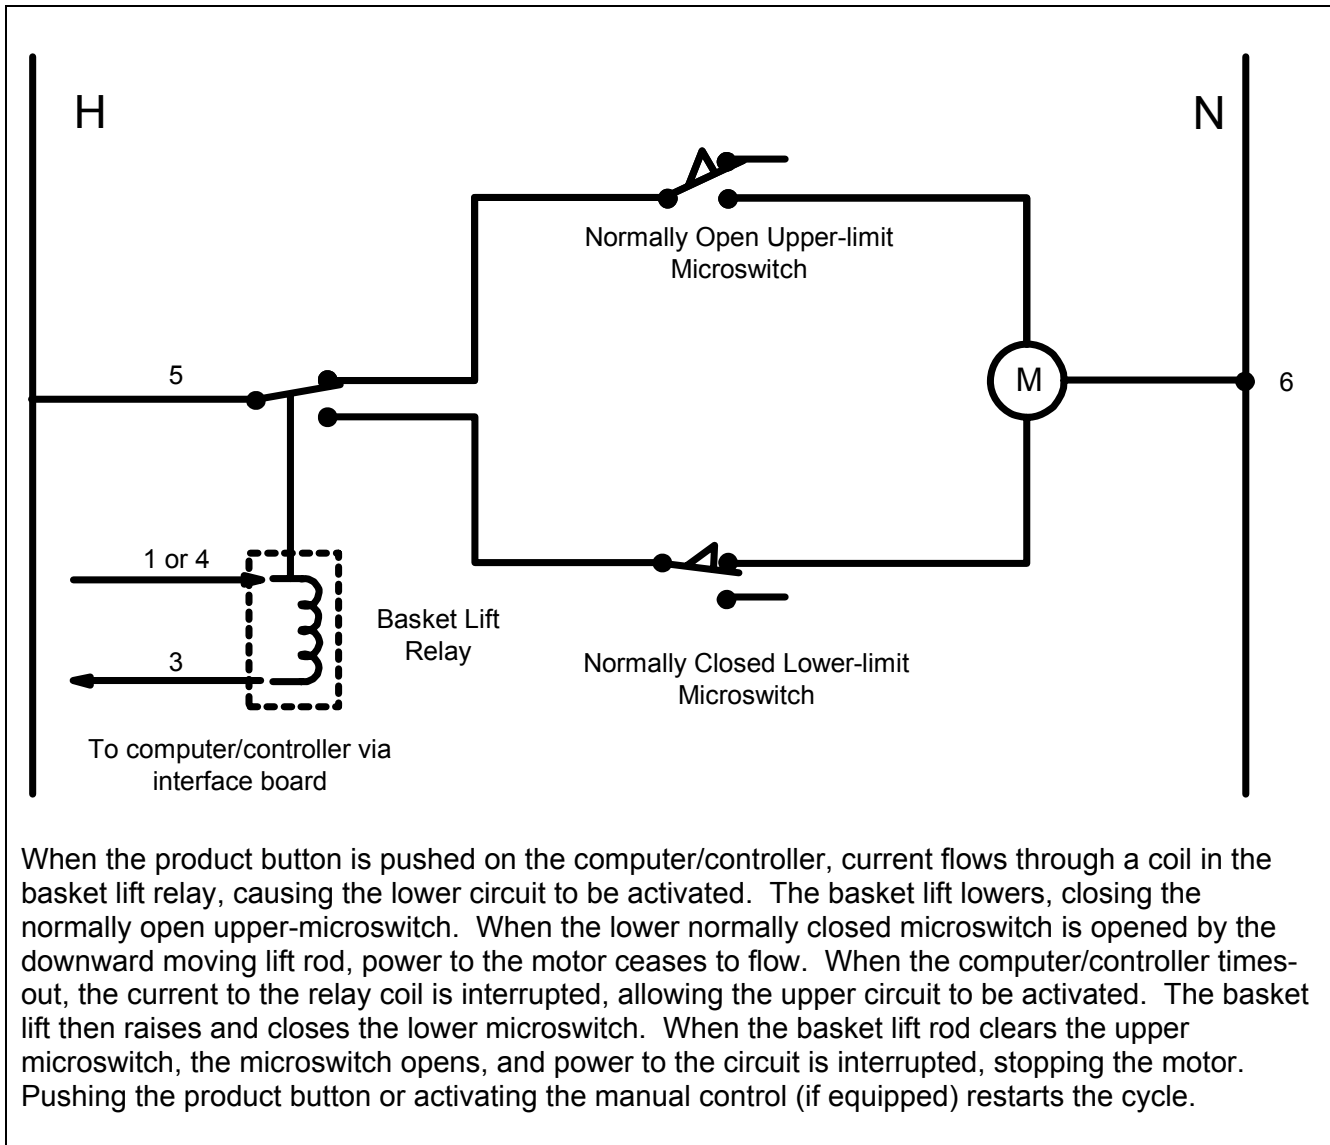 H
N
Normally Open Upper-limit
Microswitch
5
M
6
1 or 4
Basket Lift
Relay
3
Normally Closed Lower-limit
Microswitch
To computer/controller via
interface board
When the product button is pushed on the computer/controller, current flows through a coil in the
basket lift relay, causing the lower circuit to be activated.  The basket lift lowers, closing the
normally open upper-microswitch.  When the lower normally closed microswitch is opened by the
downward moving lift rod, power to the motor ceases to flow.  When the computer/controller times-
out, the current to the relay coil is interrupted, allowing the upper circuit to be activated.  The basket
lift then raises and closes the lower microswitch.  When the basket lift rod clears the upper
microswitch, the microswitch opens, and power to the circuit is interrupted, stopping the motor.
Pushing the product button or activating the manual control (if equipped) restarts the cycle.